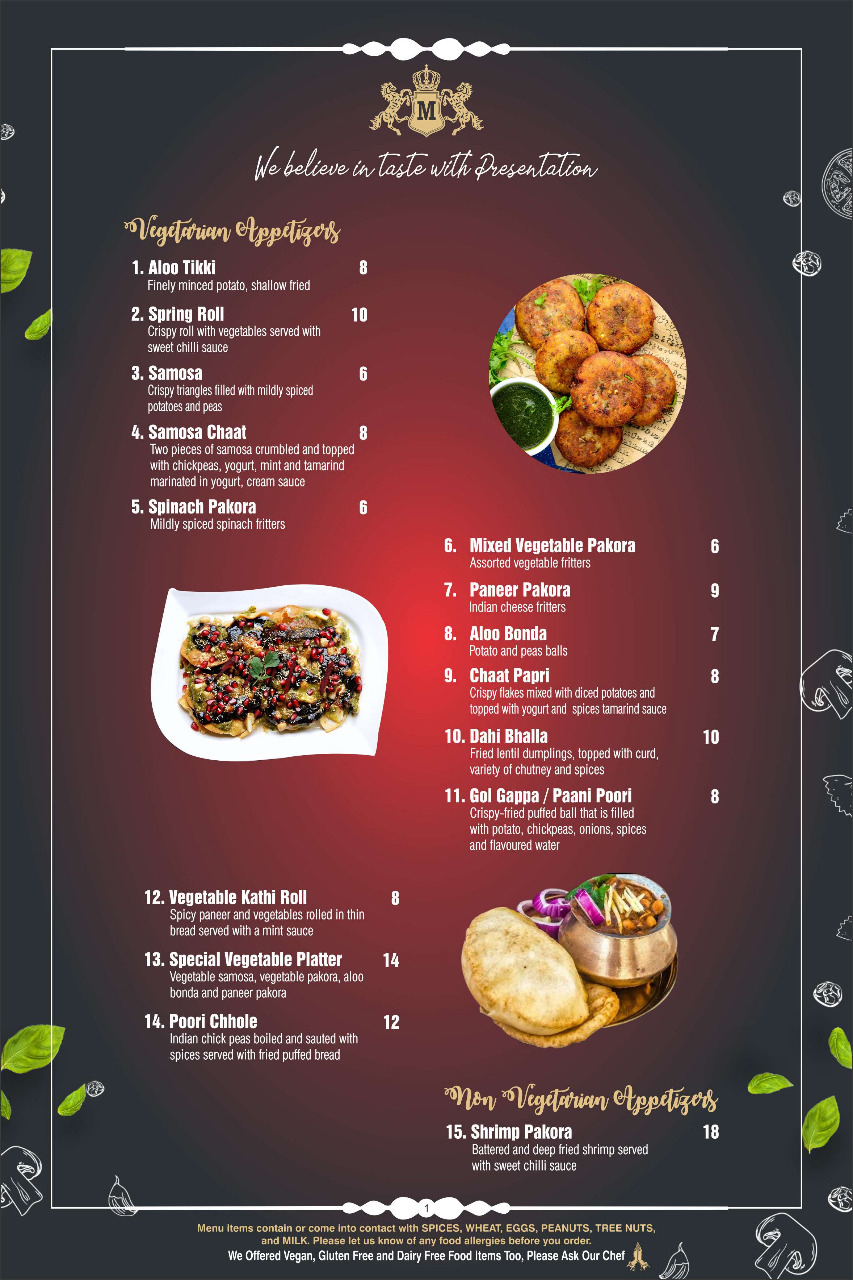 M
We believe in taste with Presentation
Vegetarian Appetizers
1. Aloo Tikki 8
Finely minced potato, shallow fried
2. Spring Roll 10
Crispy roll with vegetables served with
sweet chilli sauce
3. Samosa 6
Crispy triangles filled with mildly spiced
potatoes and peas
4. Samosa Chaat 8
Two pieces of samosa crumbled and topped
with chickpeas, yogurt, mint and tamarind
marinated in yogurt, cream sauce
5. Spinach Pakora 6
Mildly spiced spinach fritters
6. Mixed Vegetable Pakora 6
Assorted vegetable fritters
7. Paneer Pakora 9
Indian cheese fritters
8. Aloo Bonda 7
Potato and peas balls
9. Chaat Papri 8
Crispy flakes mixed with diced potatoes and
topped with yogurt and spices tamarind sauce
10. Dahi Bhalla 10
Fried lentil dumplings, topped with curd,
variety of chutney and spices
11. Gol Gappa / Paani Poori 8
Crispy-fried puffed ball that is filled
with potato, chickpeas, onions, spices
and flavoured water
12. Vegetable Kathi Roll 8
Spicy paneer and vegetables rolled in thin
bread served with a mint sauce
13. Special Vegetable Platter 14
Vegetable samosa, vegetable pakora, aloo
bonda and paneer pakora
14. Poori Chhole 12
Indian chick peas boiled and sauted with
spices served with fried puffed bread
Non Vegetarian Appetizers
15. Shrimp Pakora 18
Battered and deep fried shrimp served
with sweet chilli sauce
1
Menu items contain or come into contact with SPICES, WHEAT, EGGS, PEANUTS, TREE NUTS,
and MILK. Please let us know of any food allergies before you order.
We Offered Vegan, Gluten Free and Dairy Free Food Items Too, Please Ask Our Chef